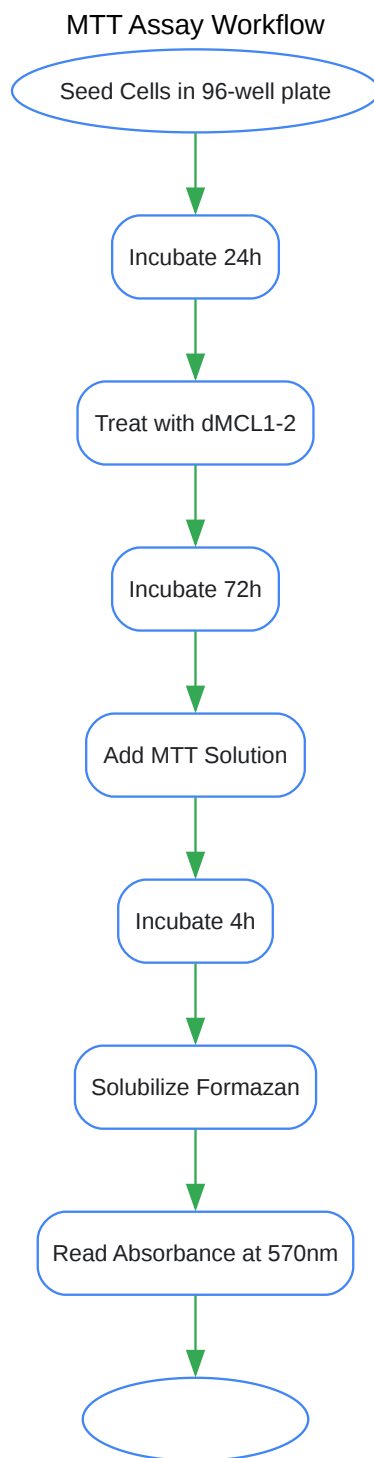 MTT Assay Workflow
Seed Cells in 96-well plate
Incubate 24h
Treat with dMCL1-2
Incubate 72h
Add MTT Solution
Incubate 4h
Solubilize Formazan
Read Absorbance at 570nm